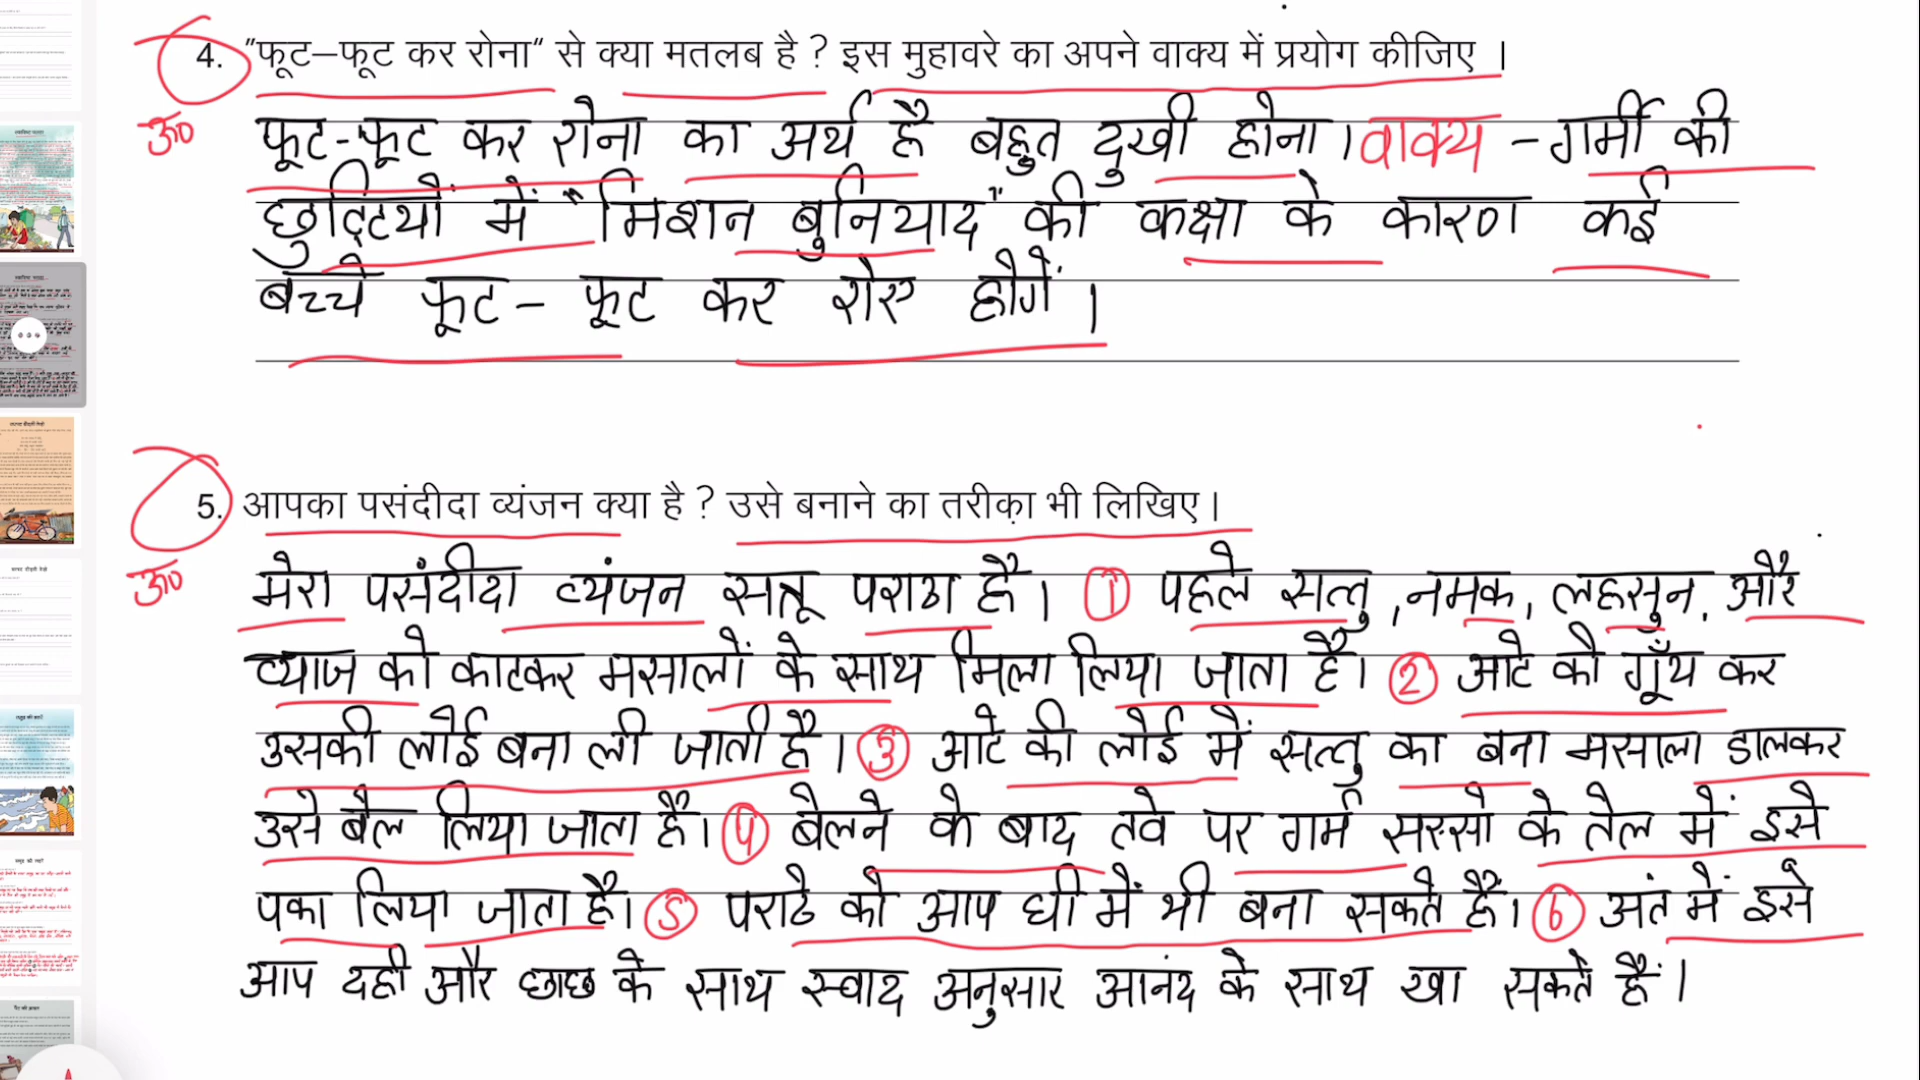 4. "फूट–फूट कर रोना" से क्या मतलब है ? इस मुहावरे का अपने वाक्य में प्रयोग कीजिए ।
उ० फूट-फूट कर रोना का अर्थ है बहुत दुखी होना । वाक्य - गर्मी की
छुट्टियों में "मिशन बुनियाद" की कक्षा के कारण कई
बच्चे फूट - फूट कर रोए होगें ।
5. आपका पसंदीदा व्यंजन क्या है ? उसे बनाने का तरीक़ा भी लिखिए ।
उ० मेरा पसंदीदा व्यंजन सत्तू पराठा है । ① पहले सत्तु , नमक, लहसुन, और
प्याज को काटकर मसालों के साथ मिला लिया जाता है । ② आटे को गूँथ कर
उसकी लोई बना ली जाती है । ③ आटे की लोई में सत्तु का बना मसाला डालकर
उसे बैल लिया जाता है । ④ बेलने के बाद तवे पर गर्म सरसो के तेल में इसे
पका लिया जाता है । ⑤ पराठे को आप घी में भी बना सकते हैं । ⑥ अंत में इसे
आप दही और छाछ के साथ स्वाद अनुसार आनंद के साथ खा सकते हैं ।